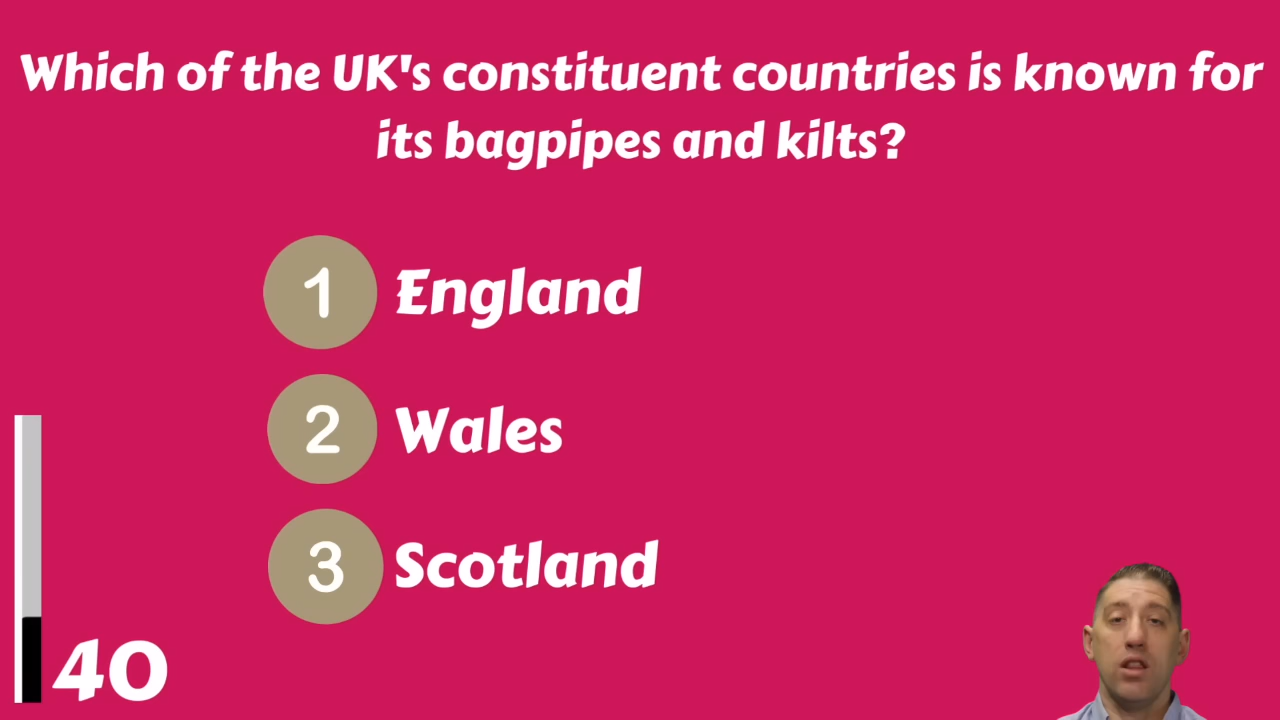 Which of the UK's constituent countries is known for
its bagpipes and kilts?
1 England
2 Wales
3 Scotland
40